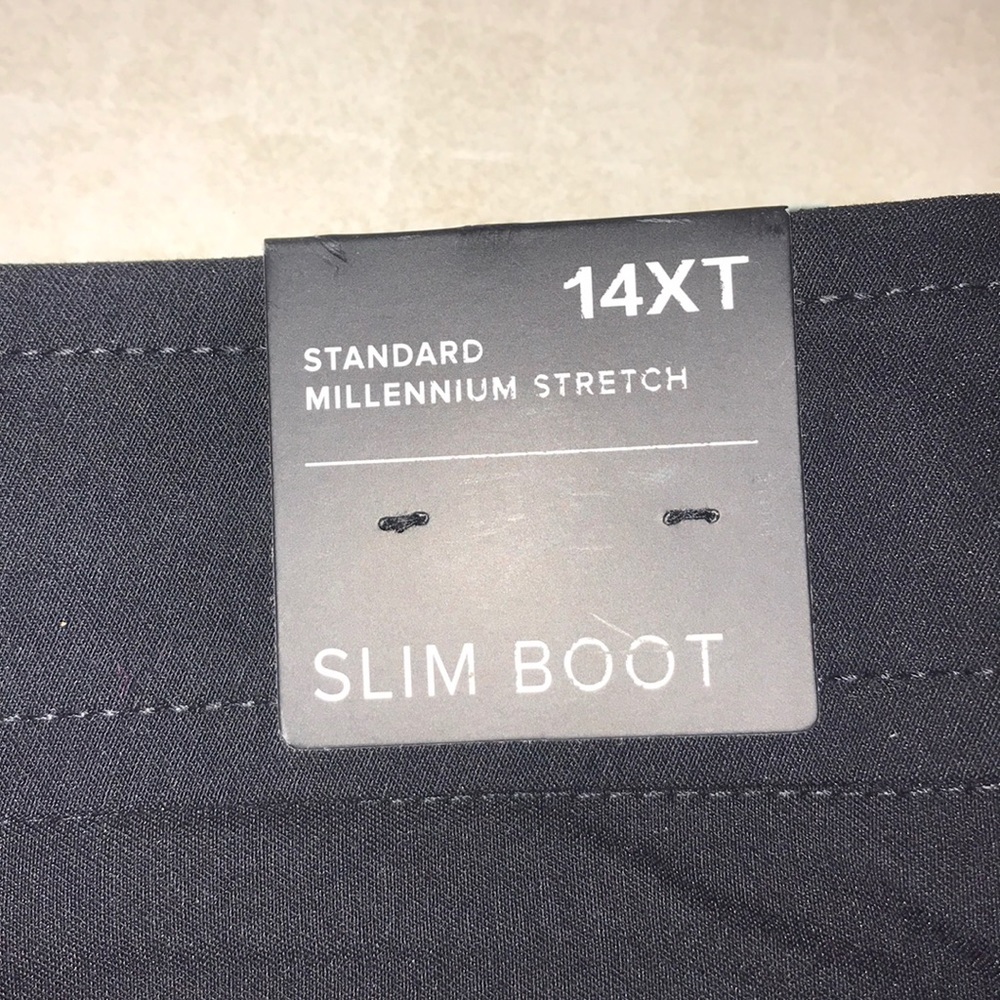 14XT
STANDARD
MILLENNIUM STRETCH
SLIM BOOT